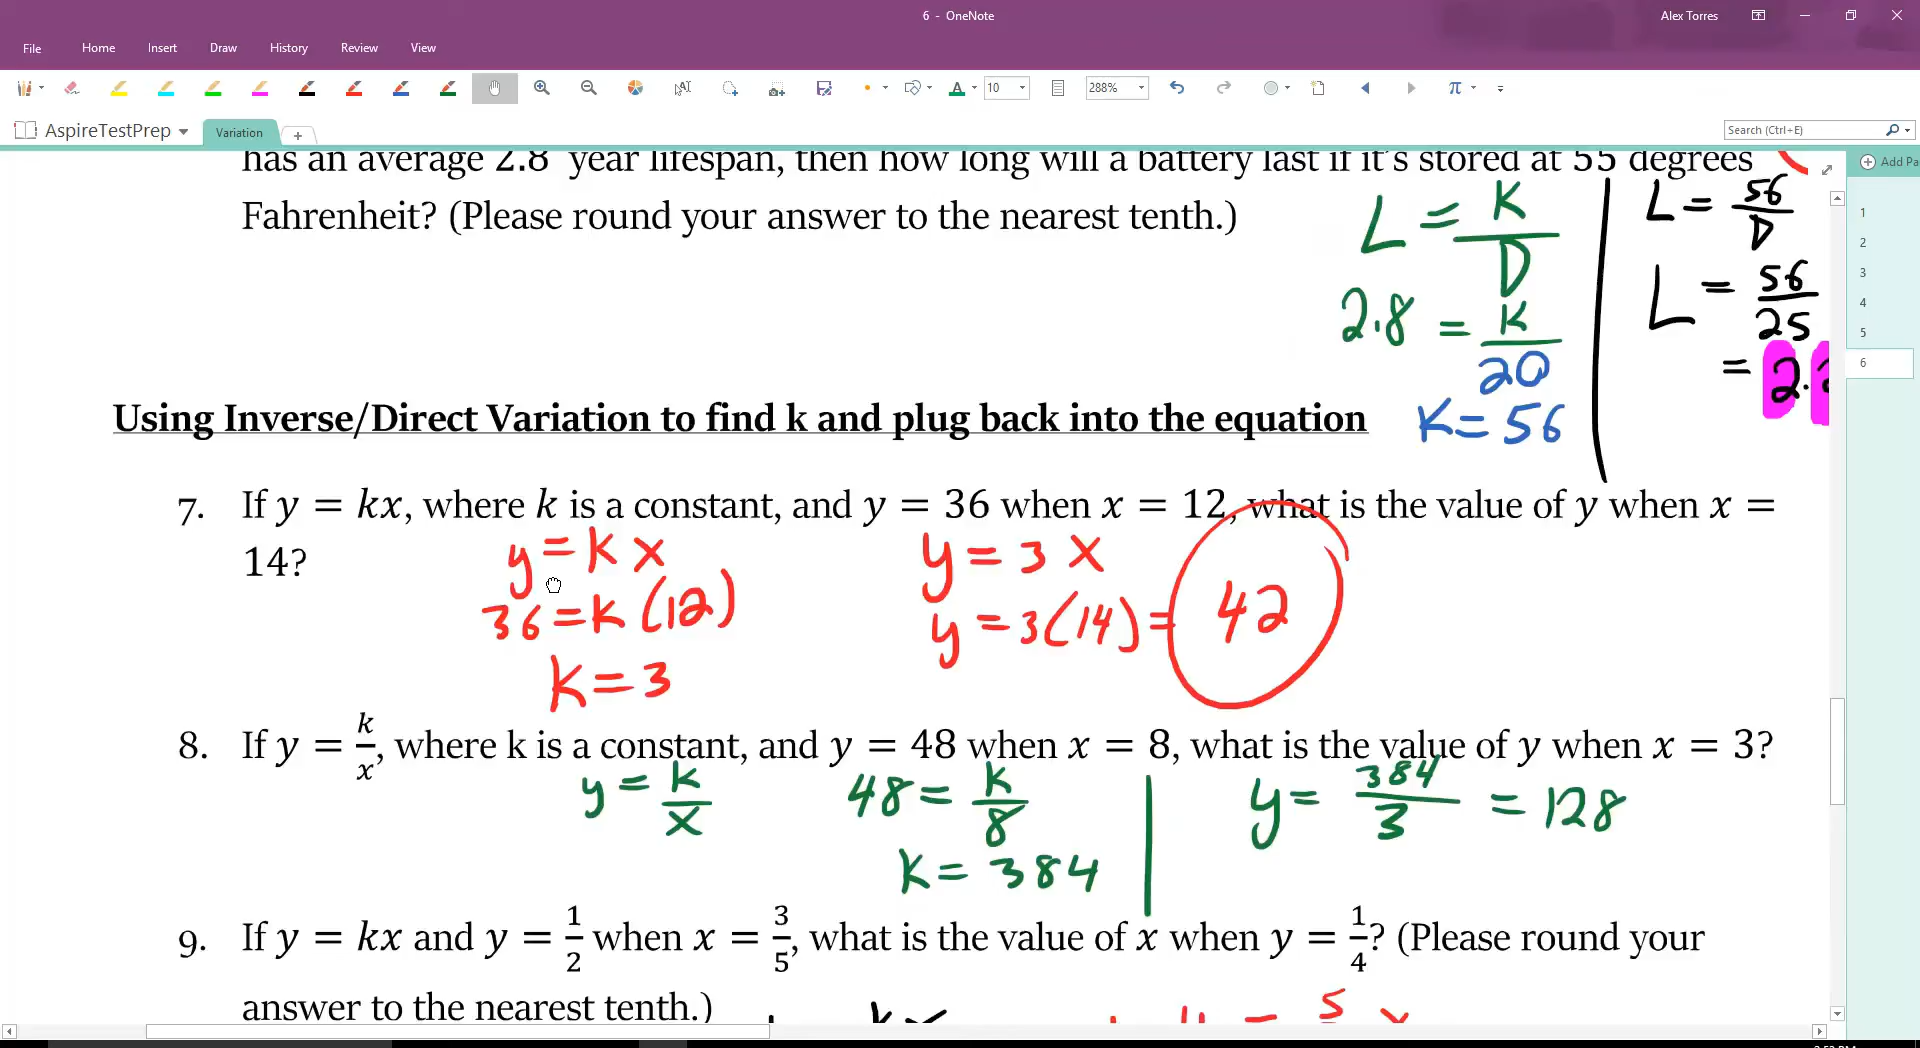 6 - OneNote
Alex Torres
File Home Insert Draw History Review View
10
288%
AspireTestPrep
Variation
Search (Ctrl+E)
Add Pa
1
2
3
4
5
6
has an average 2.8 year lifespan, then how long will a battery last if it's stored at 55 degrees
Fahrenheit? (Please round your answer to the nearest tenth.)
L = K/D
2.8 = K/20
K = 56
L = 56/D
L = 56/25
= 2.
Using Inverse/Direct Variation to find k and plug back into the equation
7. If y = kx, where k is a constant, and y = 36 when x = 12, what is the value of y when x =
14?
y = k x
36 = k (12)
k = 3
y = 3 x
y = 3(14) = 42
8. If y = k/x, where k is a constant, and y = 48 when x = 8, what is the value of y when x = 3?
y = k/x
48 = k/8
k = 384
y = 384/3 = 128
9. If y = kx and y = 1/2 when x = 3/5, what is the value of x when y = 1/4? (Please round your
answer to the nearest tenth.)